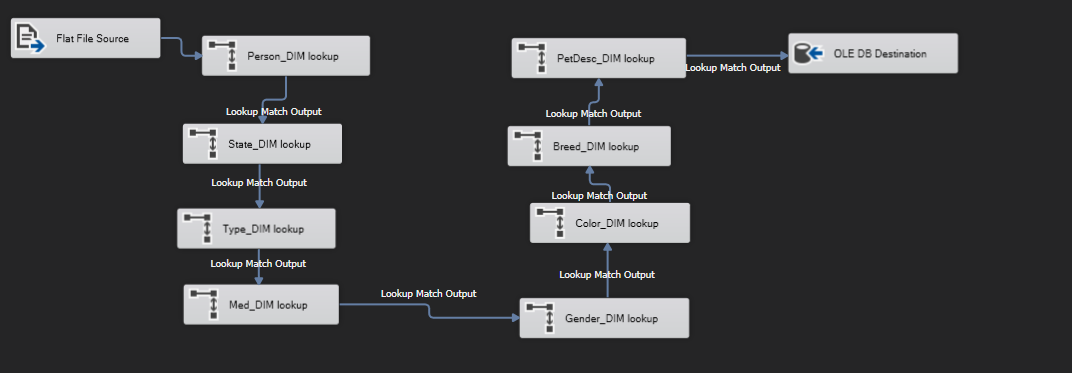 Flat File Source
Person_DIM lookup
Lookup Match Output
State_DIM lookup
Lookup Match Output
Type_DIM lookup
Lookup Match Output
Med_DIM lookup
Lookup Match Output
Gender_DIM lookup
Lookup Match Output
Color_DIM lookup
Lookup Match Output
Breed_DIM lookup
Lookup Match Output
PetDesc_DIM lookup
Lookup Match Output
OLE DB Destination